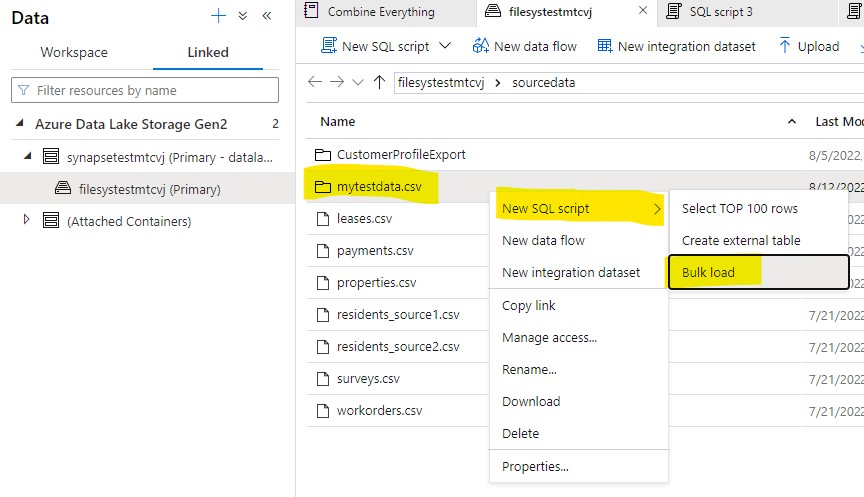 Data
Workspace
Linked
Filter resources by name
Azure Data Lake Storage Gen2
2
synapsetestmtcvj (Primary - datala...
filesystestmtcvj (Primary)
(Attached Containers)
Combine Everything
filesystestmtcvj
SQL script 3
New SQL script
New data flow
New integration dataset
Upload
filesystestmtcvj
sourcedata
Name
Last Mo
CustomerProfileExport
8/5/2022,
mytestdata.csv
8/12/2022
leases.csv
payments.csv
properties.csv
residents_source1.csv
7/21/2022
residents_source2.csv
7/21/2022
surveys.csv
7/21/2022
workorders.csv
7/21/2022
New SQL script
New data flow
New integration dataset
Copy link
Manage access...
Rename...
Download
Delete
Properties...
Select TOP 100 rows
Create external table
Bulk load